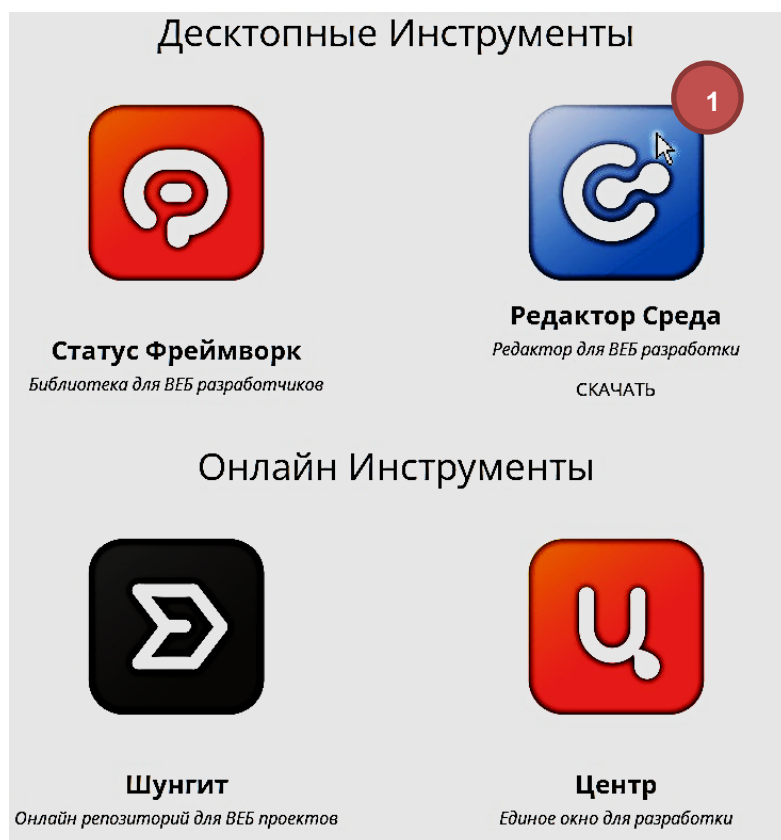 Десктопные Инструменты
1
Статус Фреймворк
Библиотека для ВЕБ разработчиков
Редактор Среда
Редактор для ВЕБ разработки
СКАЧАТЬ
Онлайн Инструменты
Шунгит
Онлайн репозиторий для ВЕБ проектов
Центр
Единое окно для разработки